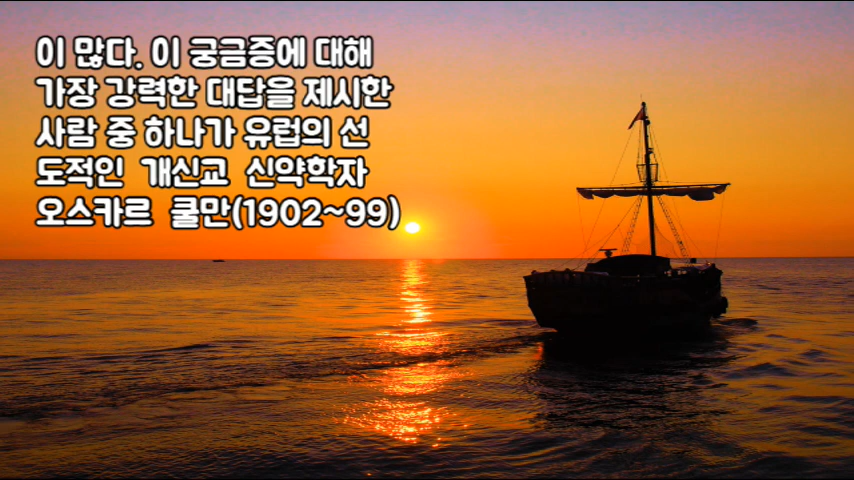 이 많다. 이 궁금증에 대해
가장 강력한 대답을 제시한
사람 중 하나가 유럽의 선
도적인 개신교 신약학자
오스카르 쿨만(1902~99)